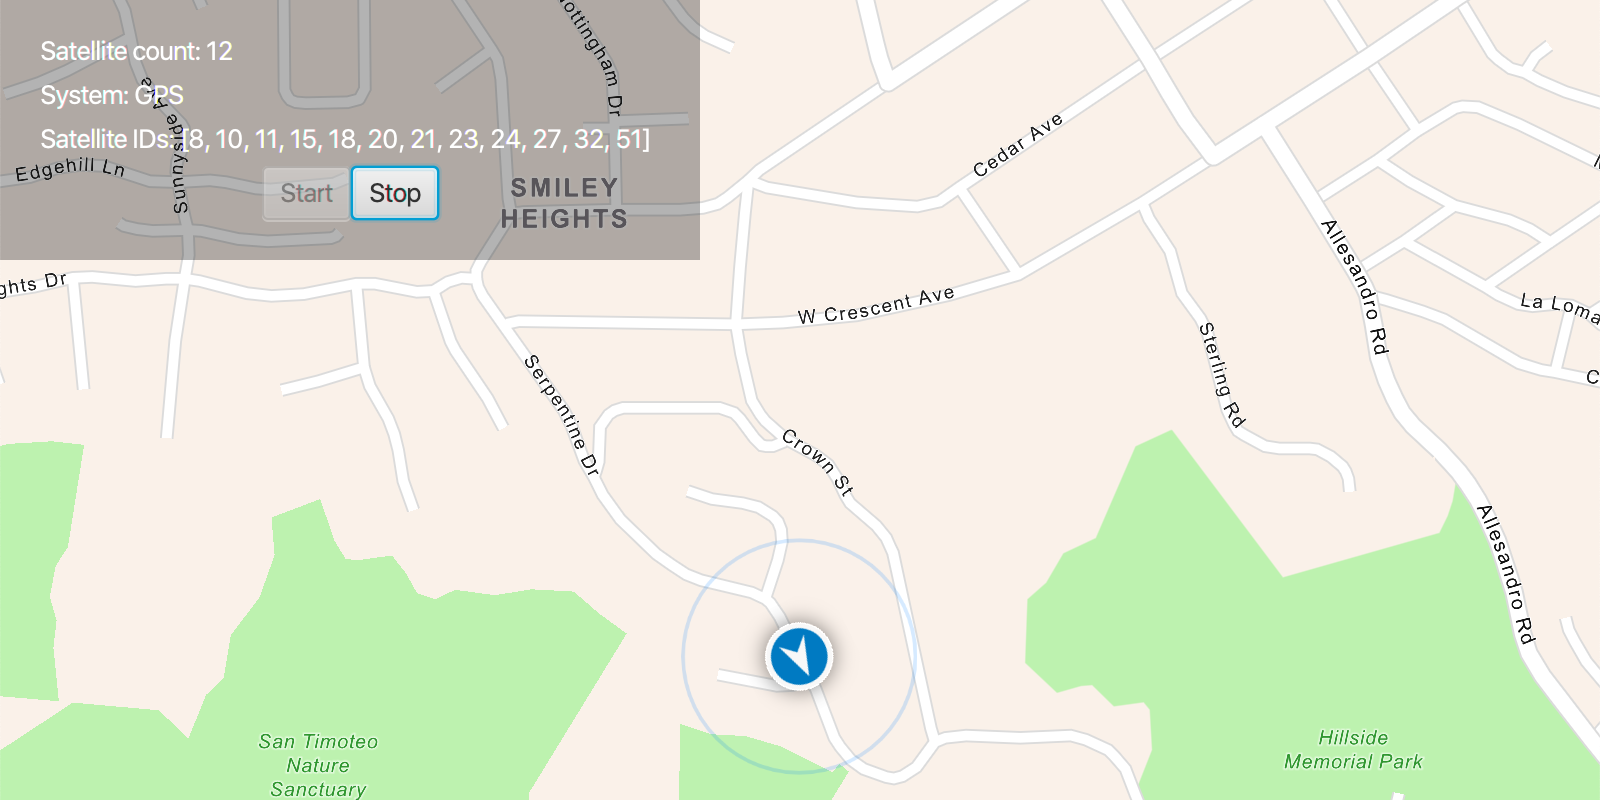 Satellite count: 12
System: GPS
Satellite IDs: [8, 10, 11, 15, 18, 20, 21, 23, 24, 27, 32, 51]
Start
Stop
Nottingham Dr
Sunnyside Ave
Edgehill Ln
SMILEY
HEIGHTS
ghts Dr
Cedar Ave
W Crescent Ave
Serpentine Dr
Crown St
Sterling Rd
Allesandro Rd
La Loma
Allesandro Rd
San Timoteo
Nature
Sanctuary
Hillside
Memorial Park